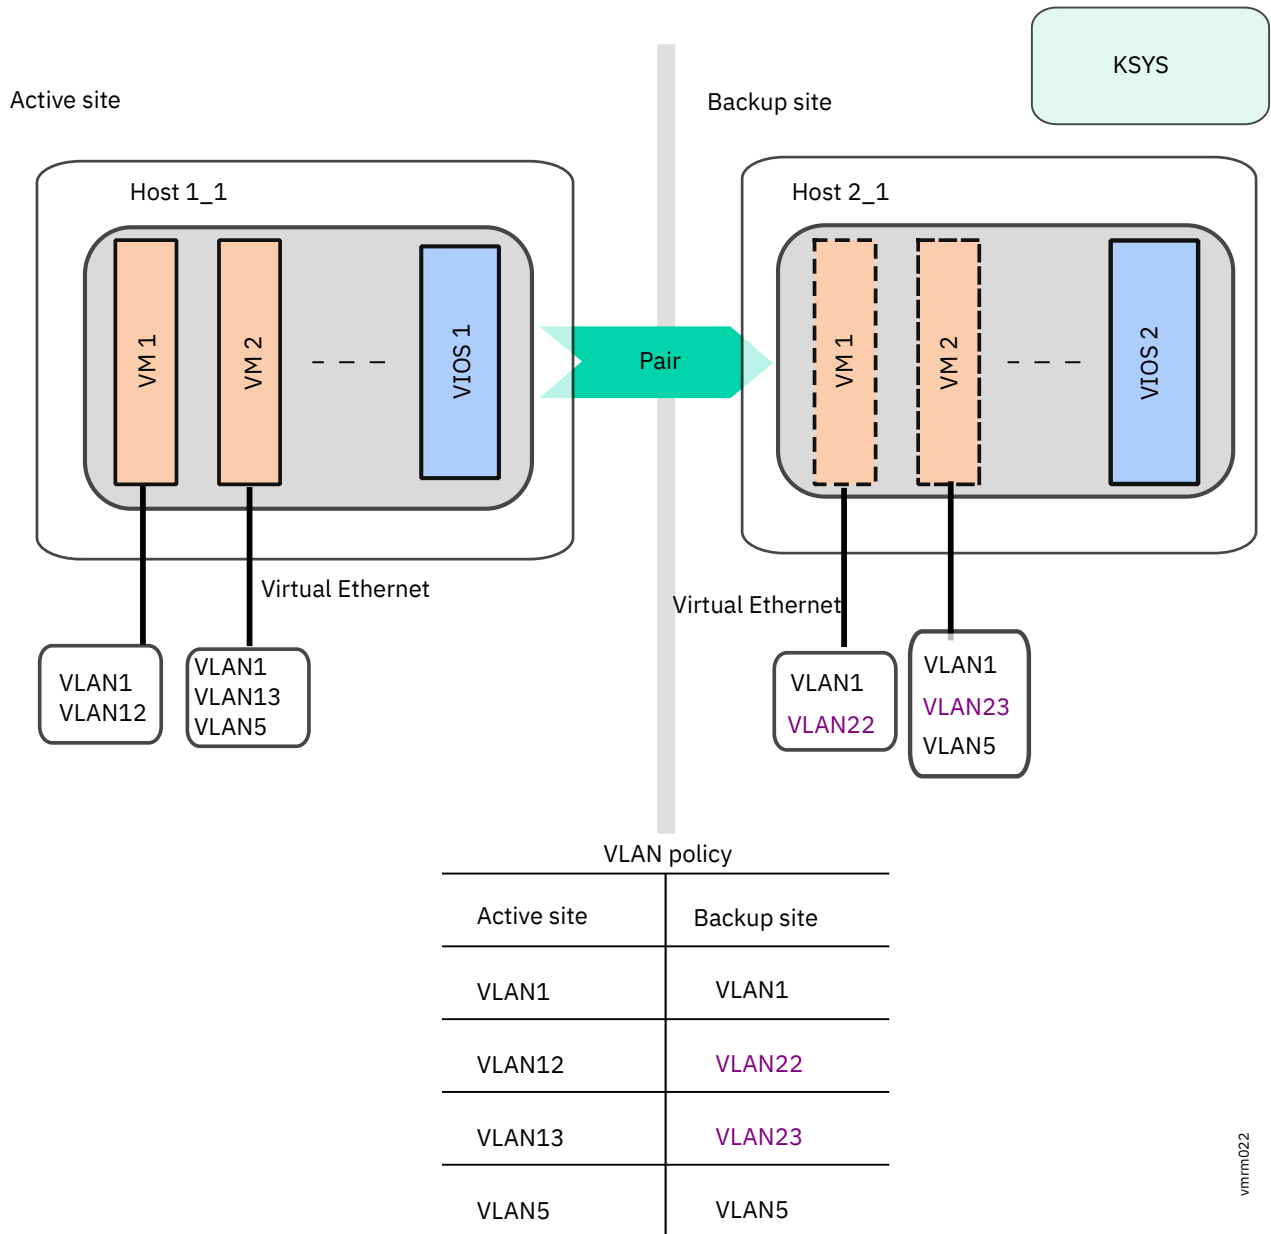 KSYS
Active site
Backup site
Host 1_1
Host 2_1
VM 1
VM 2
VIOS 1
Pair
VM 1
VM 2
VIOS 2
Virtual Ethernet
Virtual Ethernet
VLAN1
VLAN12
VLAN1
VLAN13
VLAN5
VLAN1
VLAN22
VLAN1
VLAN23
VLAN5
VLAN policy
Active site Backup site
VLAN1 VLAN1
VLAN12 VLAN22
VLAN13 VLAN23
VLAN5 VLAN5
vmrm022